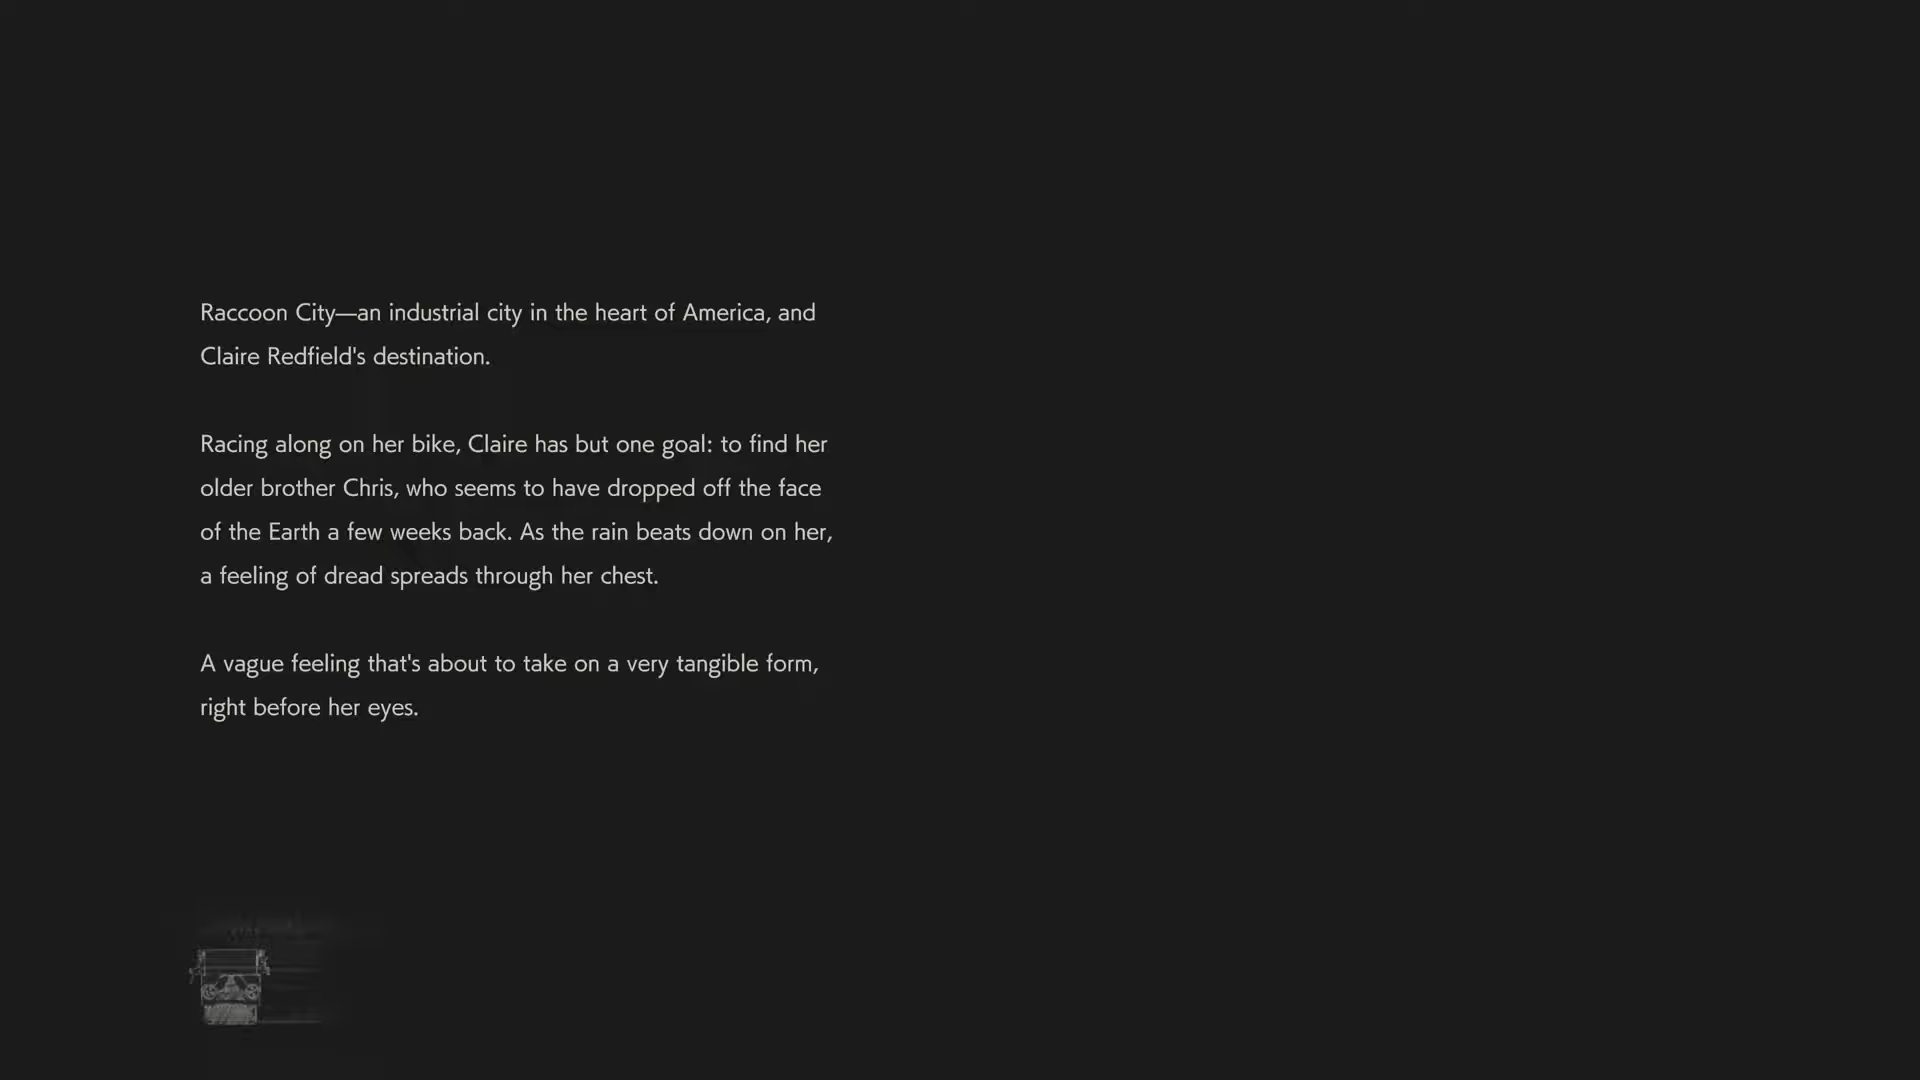 Raccoon City—an industrial city in the heart of America, and
Claire Redfield's destination.
Racing along on her bike, Claire has but one goal: to find her
older brother Chris, who seems to have dropped off the face
of the Earth a few weeks back. As the rain beats down on her,
a feeling of dread spreads through her chest.
A vague feeling that's about to take on a very tangible form,
right before her eyes.